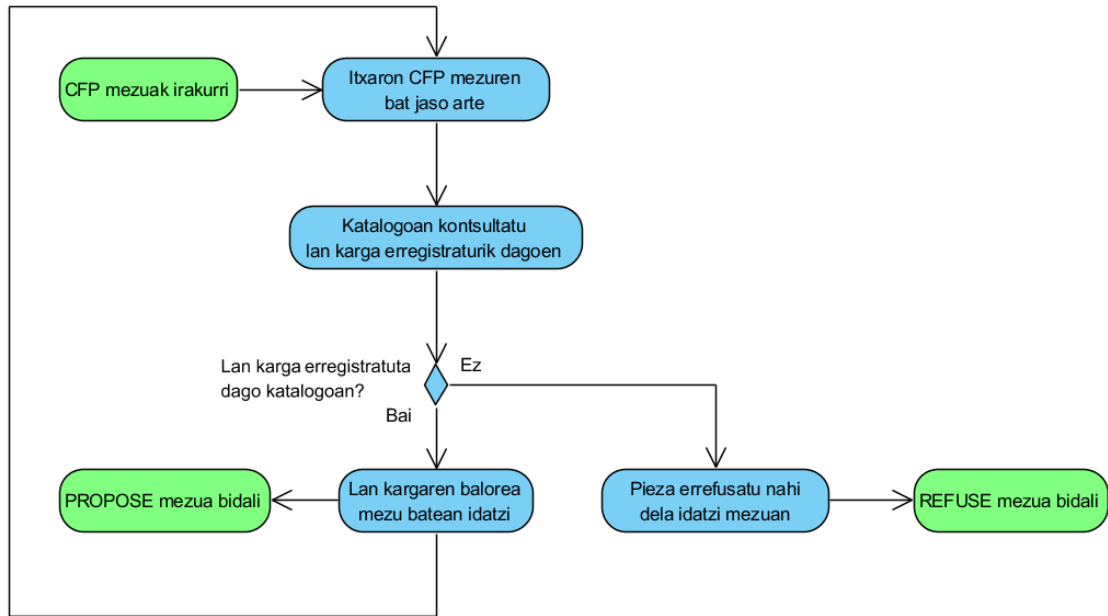 CFP mezuak irakurri
Itxaron CFP mezuren
bat jaso arte
Katalogoan kontsultatu
lan karga erregistraturik dagoen
Lan karga erregistratuta
dago katalogoan?
Ez
Bai
PROPOSE mezua bidali
Lan kargaren balorea
mezu batean idatzi
Pieza errefusatu nahi
dela idatzi mezuan
REFUSE mezua bidali